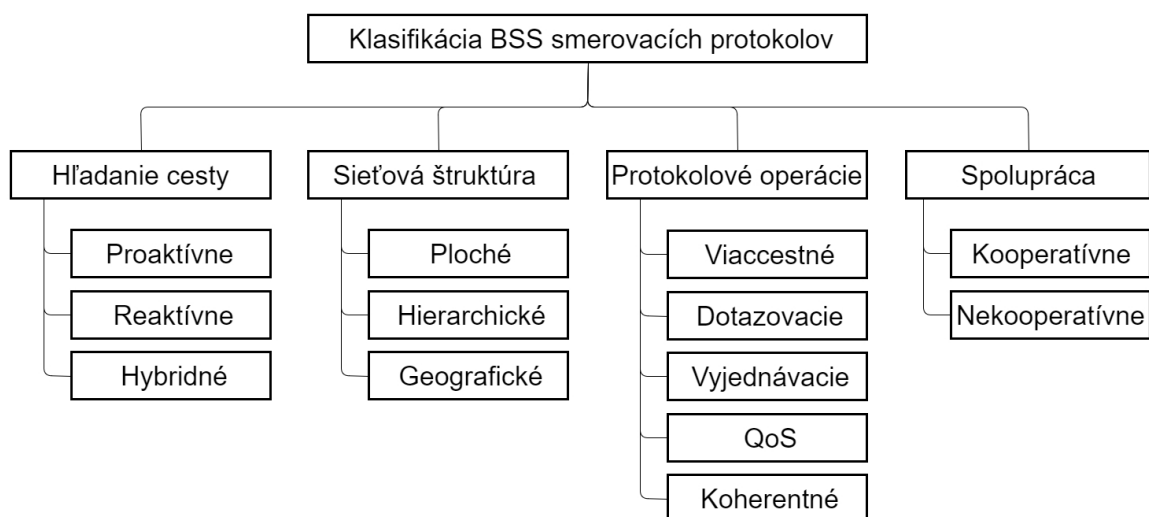 Klasifikácia BSS smerovacích protokolov
Hľadanie cesty
Proaktívne
Reaktívne
Hybridné
Sieťová štruktúra
Ploché
Hierarchické
Geografické
Protokolové operácie
Viaccestné
Dotazovacie
Vyjednávacie
QoS
Koherentné
Spolupráca
Kooperatívne
Nekooperatívne